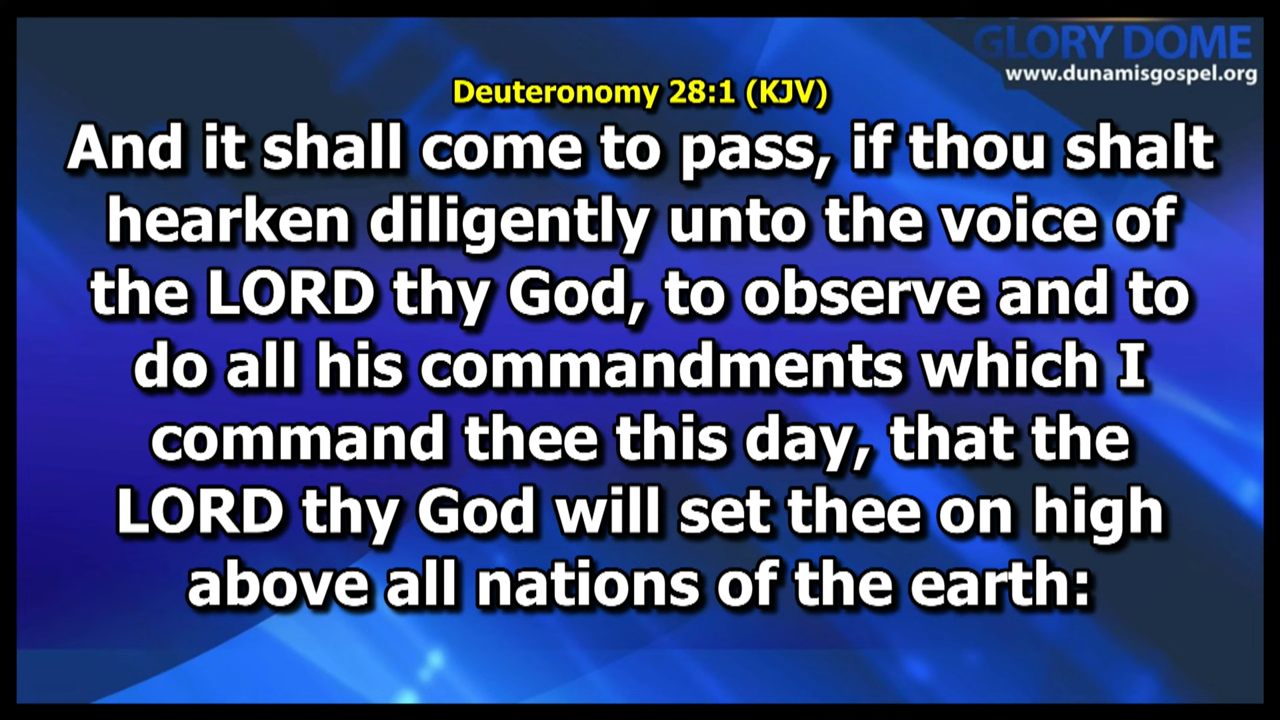 GLORY DOME
www.dunamisgospel.org
Deuteronomy 28:1 (KJV)
And it shall come to pass, if thou shalt
hearken diligently unto the voice of
the LORD thy God, to observe and to
do all his commandments which I
command thee this day, that the
LORD thy God will set thee on high
above all nations of the earth: